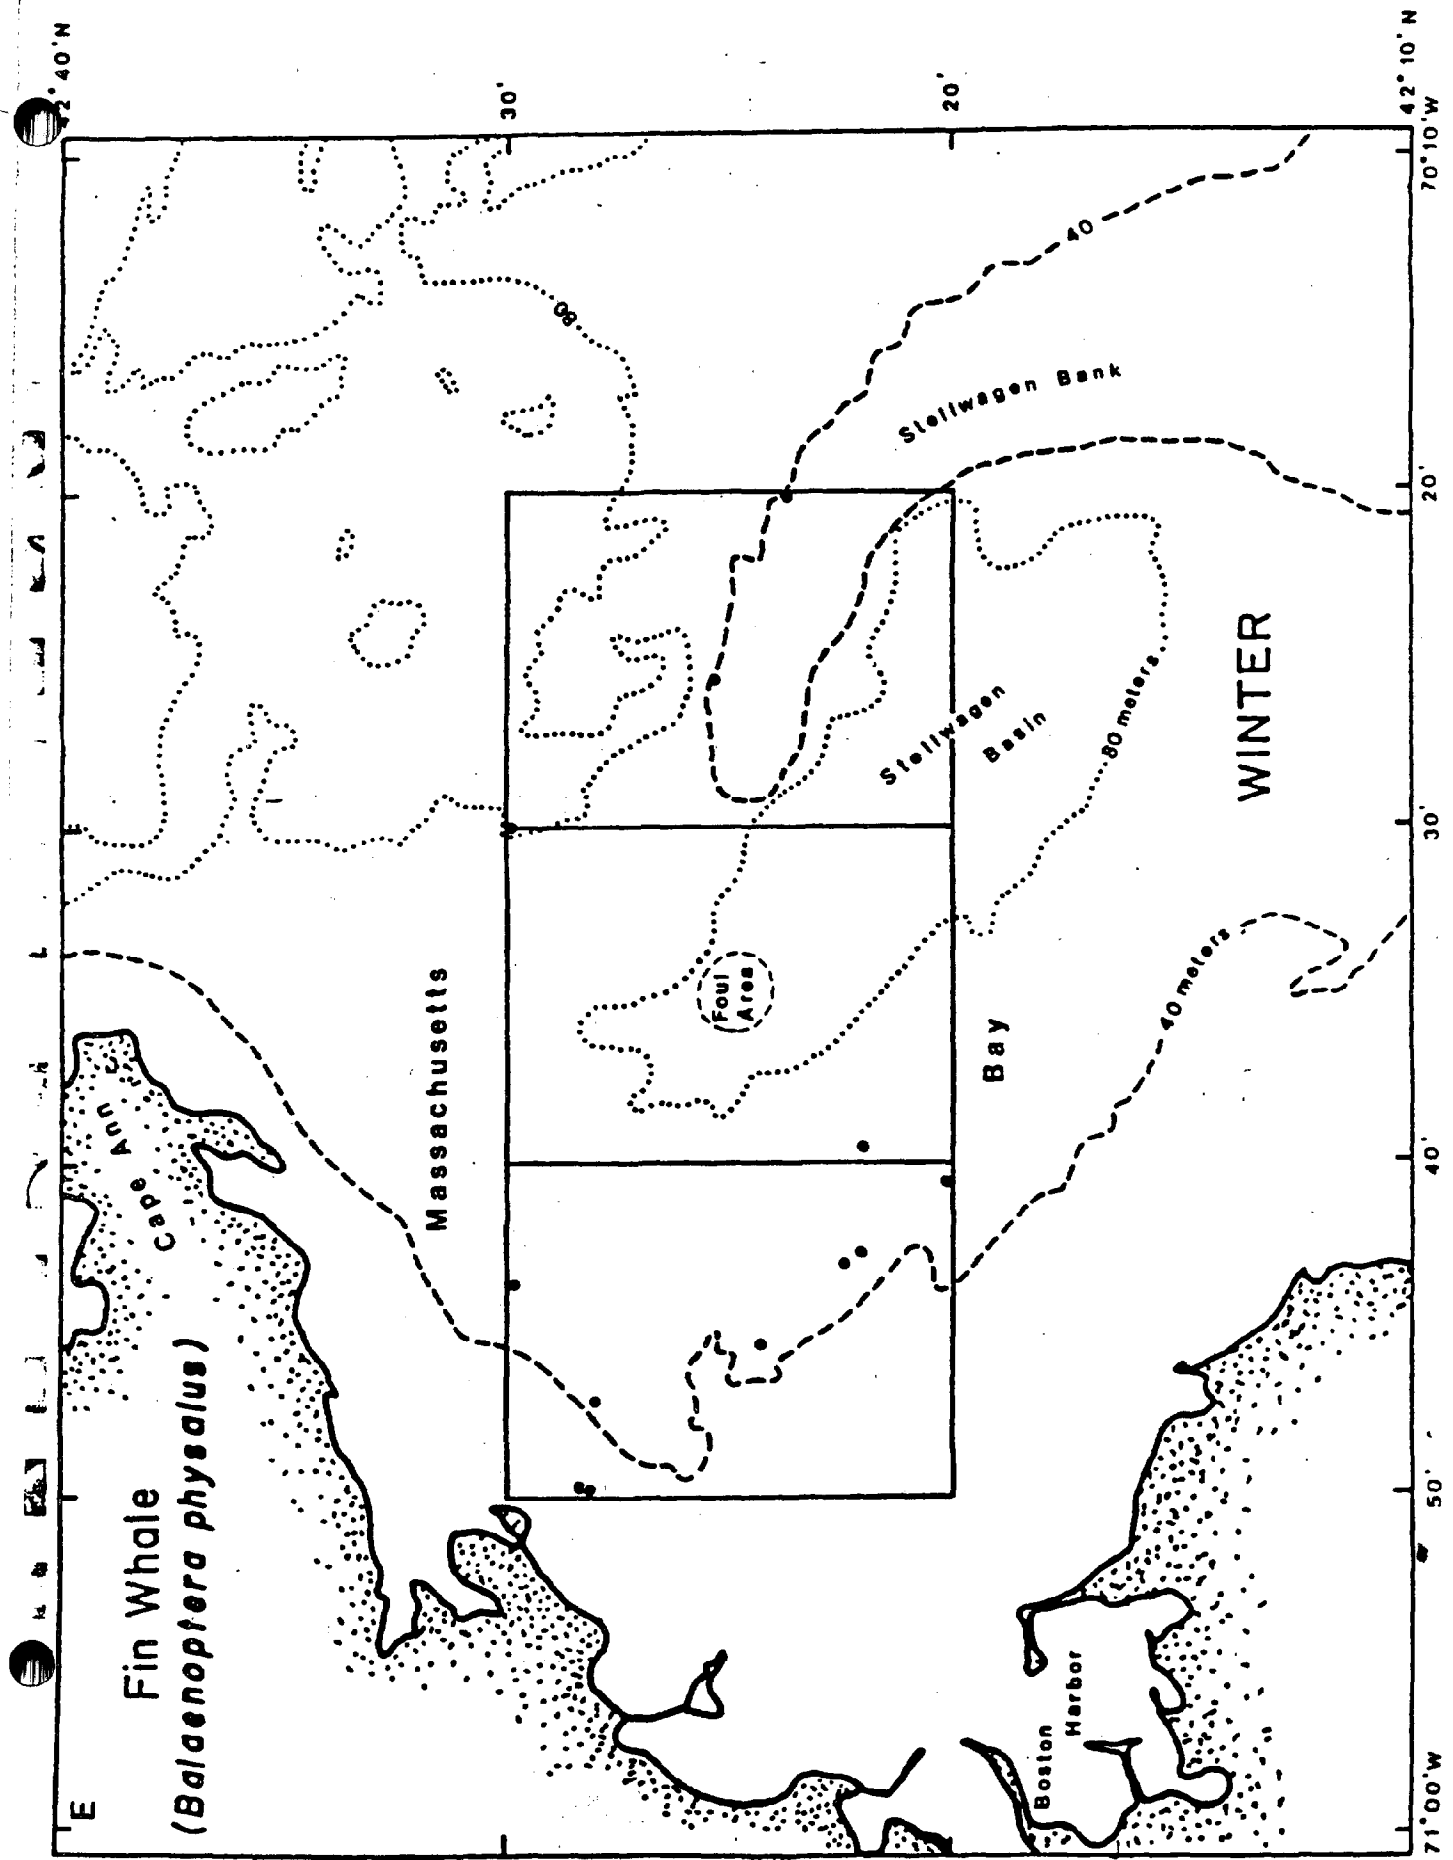 E
Fin Whale
(Balaenoptera physalus)
Cape Ann
Massachusetts
Bay
Foul
Area
Stellwagen
Basin
Stellwagen Bank
80
40
80 meters
40 meters
Boston
Harbor
WINTER
42°40'N
30'
20'
42°10'N
71°00'W
50'
40'
30'
20'
70°10'W